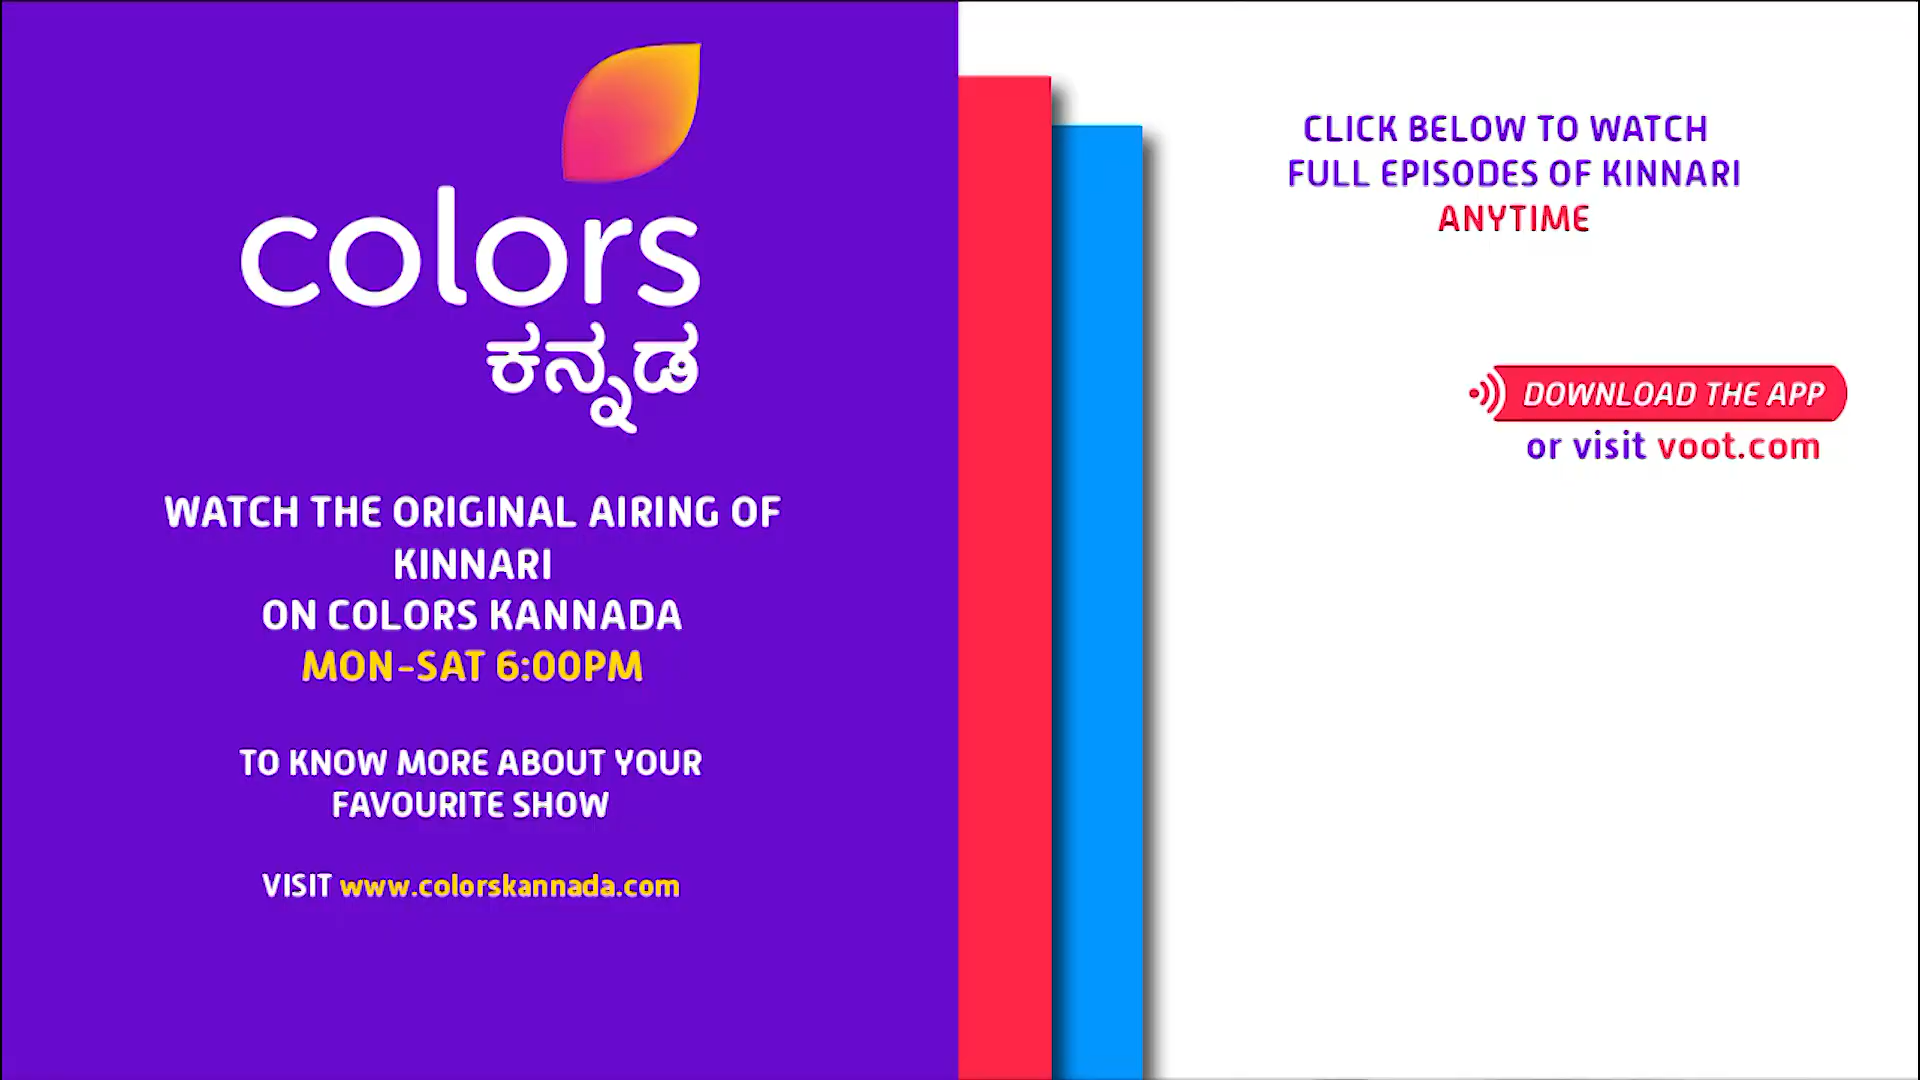 colors
ಕನ್ನಡ
WATCH THE ORIGINAL AIRING OF
KINNARI
ON COLORS KANNADA
MON-SAT 6:00PM
TO KNOW MORE ABOUT YOUR
FAVOURITE SHOW
VISIT www.colorskannada.com
CLICK BELOW TO WATCH
FULL EPISODES OF KINNARI
ANYTIME
DOWNLOAD THE APP
or visit voot.com